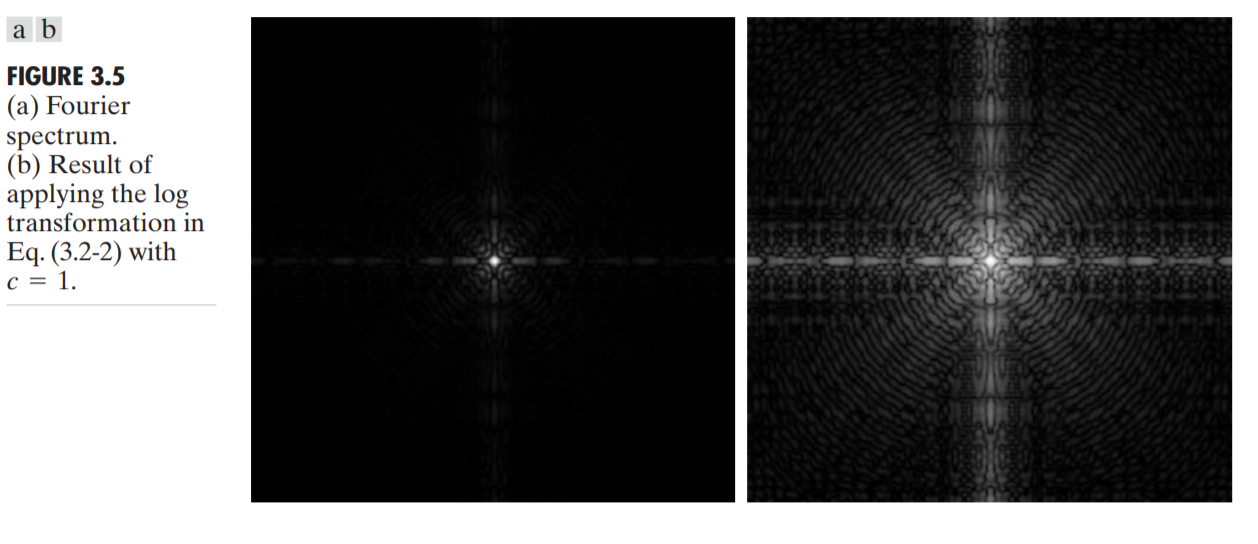 a b
FIGURE 3.5
(a) Fourier
spectrum.
(b) Result of
applying the log
transformation in
Eq. (3.2-2) with
c = 1.